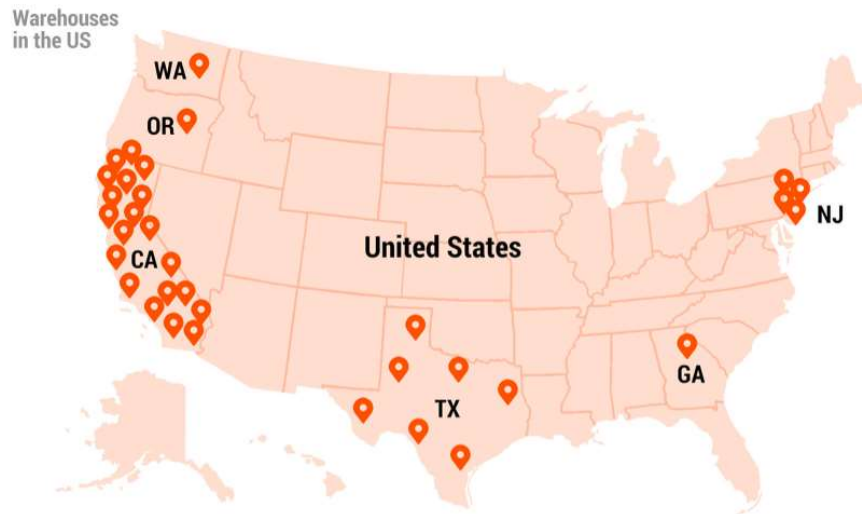 Warehouses
in the US
WA
OR
NJ
United States
CA
GA
TX